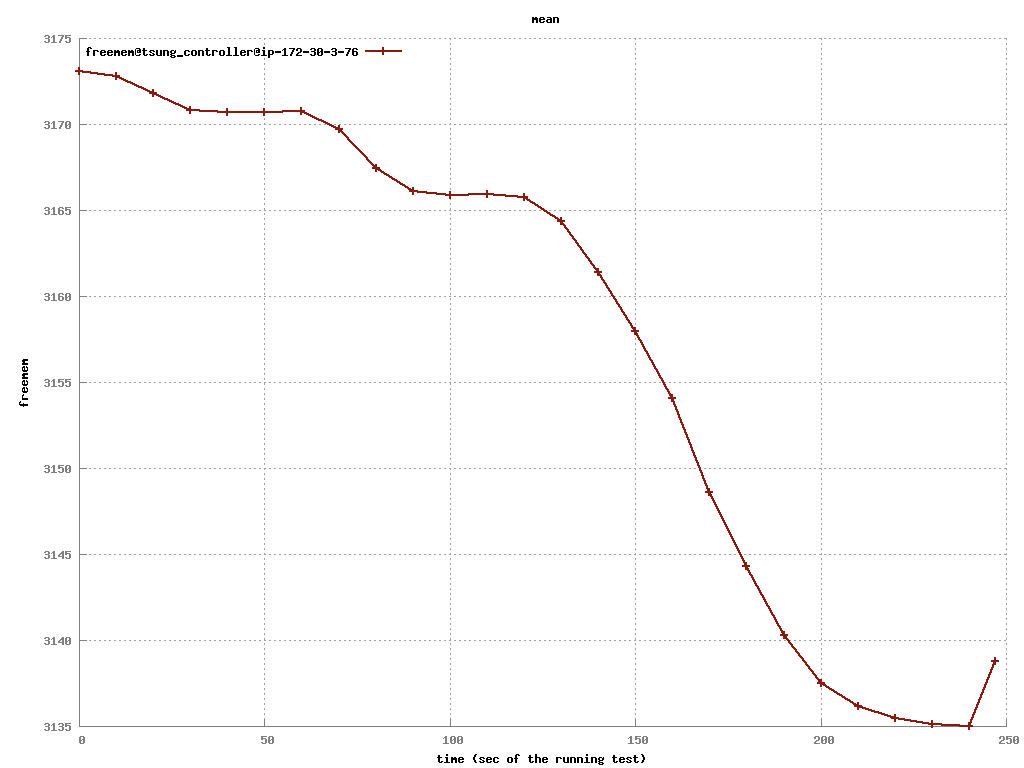 mean
3175
freemem@tsung_controller@ip-172-30-3-76
3170
3165
3160
freemem
3155
3150
3145
3140
3135
0 50 100 150 200 250
time (sec of the running test)